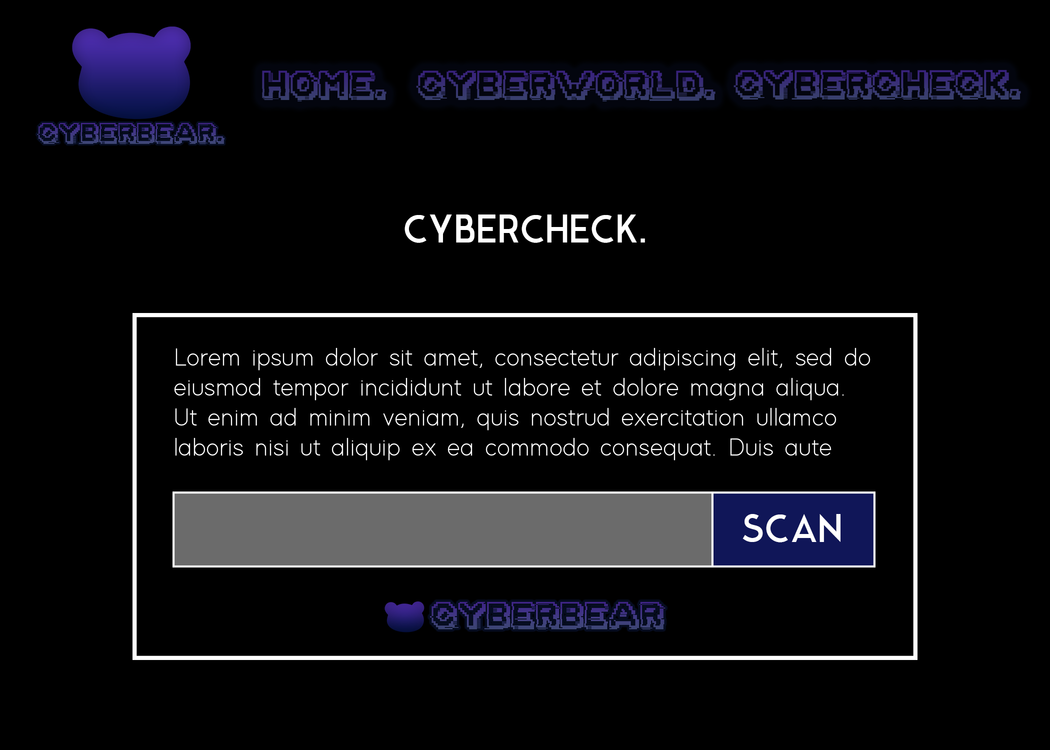 HOME. CYBERWORLD. CYBERCHECK.
CYBERBEAR.
CYBERCHECK.
Lorem ipsum dolor sit amet, consectetur adipiscing elit, sed do
eiusmod tempor incididunt ut labore et dolore magna aliqua.
Ut enim ad minim veniam, quis nostrud exercitation ullamco
laboris nisi ut aliquip ex ea commodo consequat. Duis aute
SCAN
CYBERBEAR